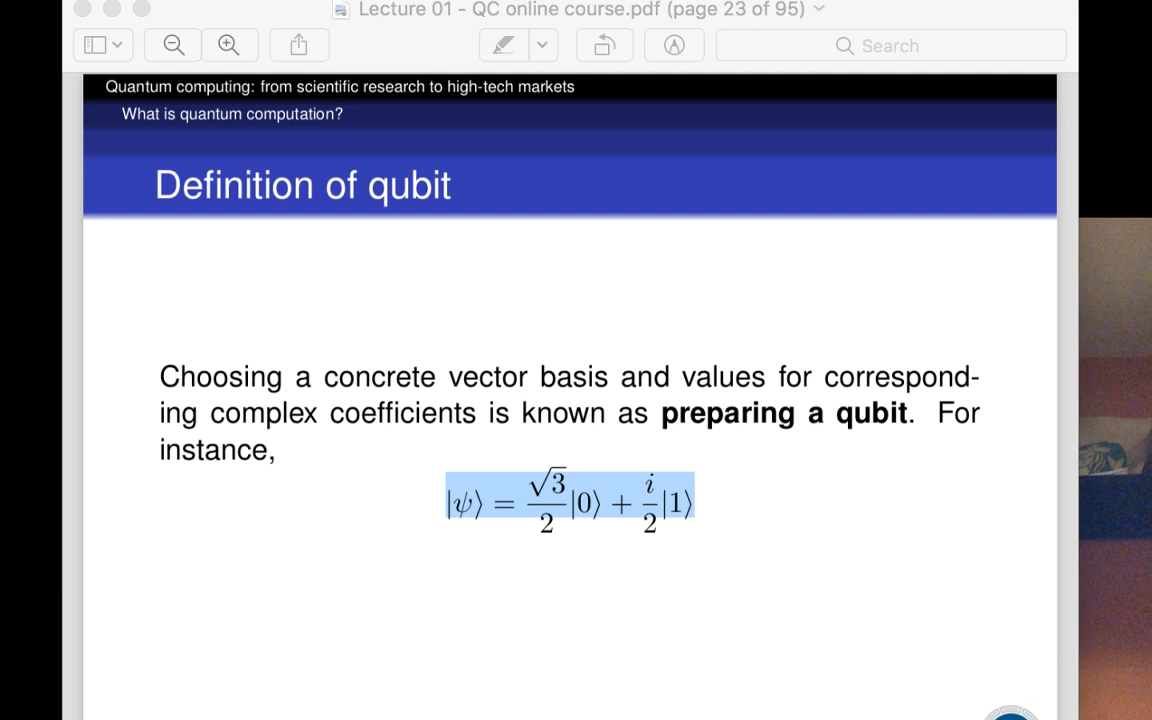 Lecture 01 - QC online course.pdf (page 23 of 95)
Search
Quantum computing: from scientific research to high-tech markets
What is quantum computation?
Definition of qubit
Choosing a concrete vector basis and values for correspond-
ing complex coefficients is known as preparing a qubit. For
instance,
|ψ⟩ = √3/2 |0⟩ + i/2 |1⟩